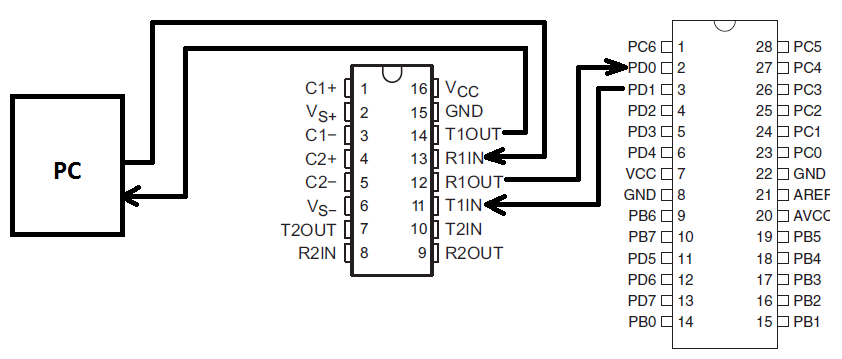 PC
C1+ 1 16 VCC
VS+ 2 15 GND
C1− 3 14 T1OUT
C2+ 4 13 R1IN
C2− 5 12 R1OUT
VS− 6 11 T1IN
T2OUT 7 10 T2IN
R2IN 8 9 R2OUT
PC6 1 28 PC5
PD0 2 27 PC4
PD1 3 26 PC3
PD2 4 25 PC2
PD3 5 24 PC1
PD4 6 23 PC0
VCC 7 22 GND
GND 8 21 AREF
PB6 9 20 AVCC
PB7 10 19 PB5
PD5 11 18 PB4
PD6 12 17 PB3
PD7 13 16 PB2
PB0 14 15 PB1